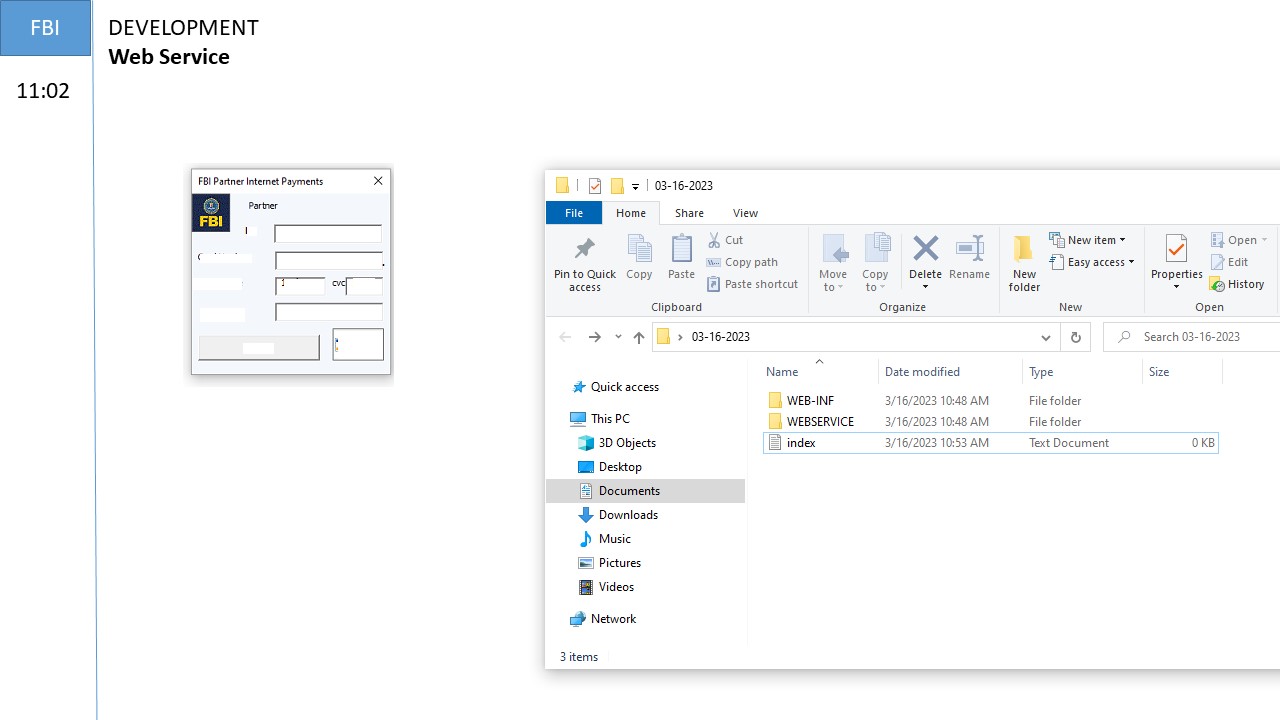 FBI
DEVELOPMENT
Web Service
11:02
FBI Partner Internet Payments
Partner
FBI
cvc
03-16-2023
File Home Share View
Pin to Quick access
Copy
Paste
Cut
Copy path
Paste shortcut
Clipboard
Move to
Copy to
Delete
Rename
Organize
New folder
New item
Easy access
New
Properties
Open
Edit
History
Open
03-16-2023
Search 03-16-2023
Name Date modified Type Size
WEB-INF 3/16/2023 10:48 AM File folder
WEBSERVICE 3/16/2023 10:48 AM File folder
index 3/16/2023 10:53 AM Text Document 0 KB
Quick access
This PC
3D Objects
Desktop
Documents
Downloads
Music
Pictures
Videos
Network
3 items